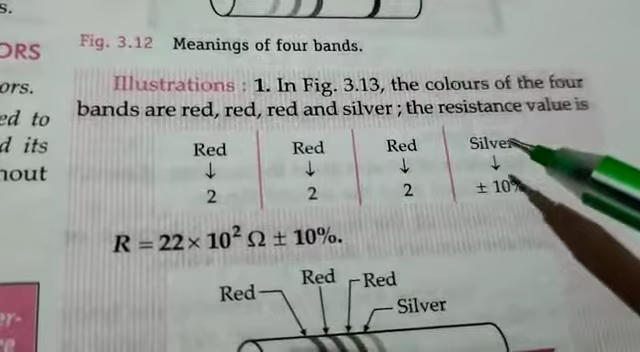 s.
ORS
ors.
ed to
d its
hout
Fig. 3.12 Meanings of four bands.
Illustrations : 1. In Fig. 3.13, the colours of the four
bands are red, red, red and silver ; the resistance value is
Red Red Red Silver
↓ ↓ ↓ ↓
2 2 2 ± 10%
R = 22 × 10² Ω ± 10%.
Red Red Red
Silver
er-